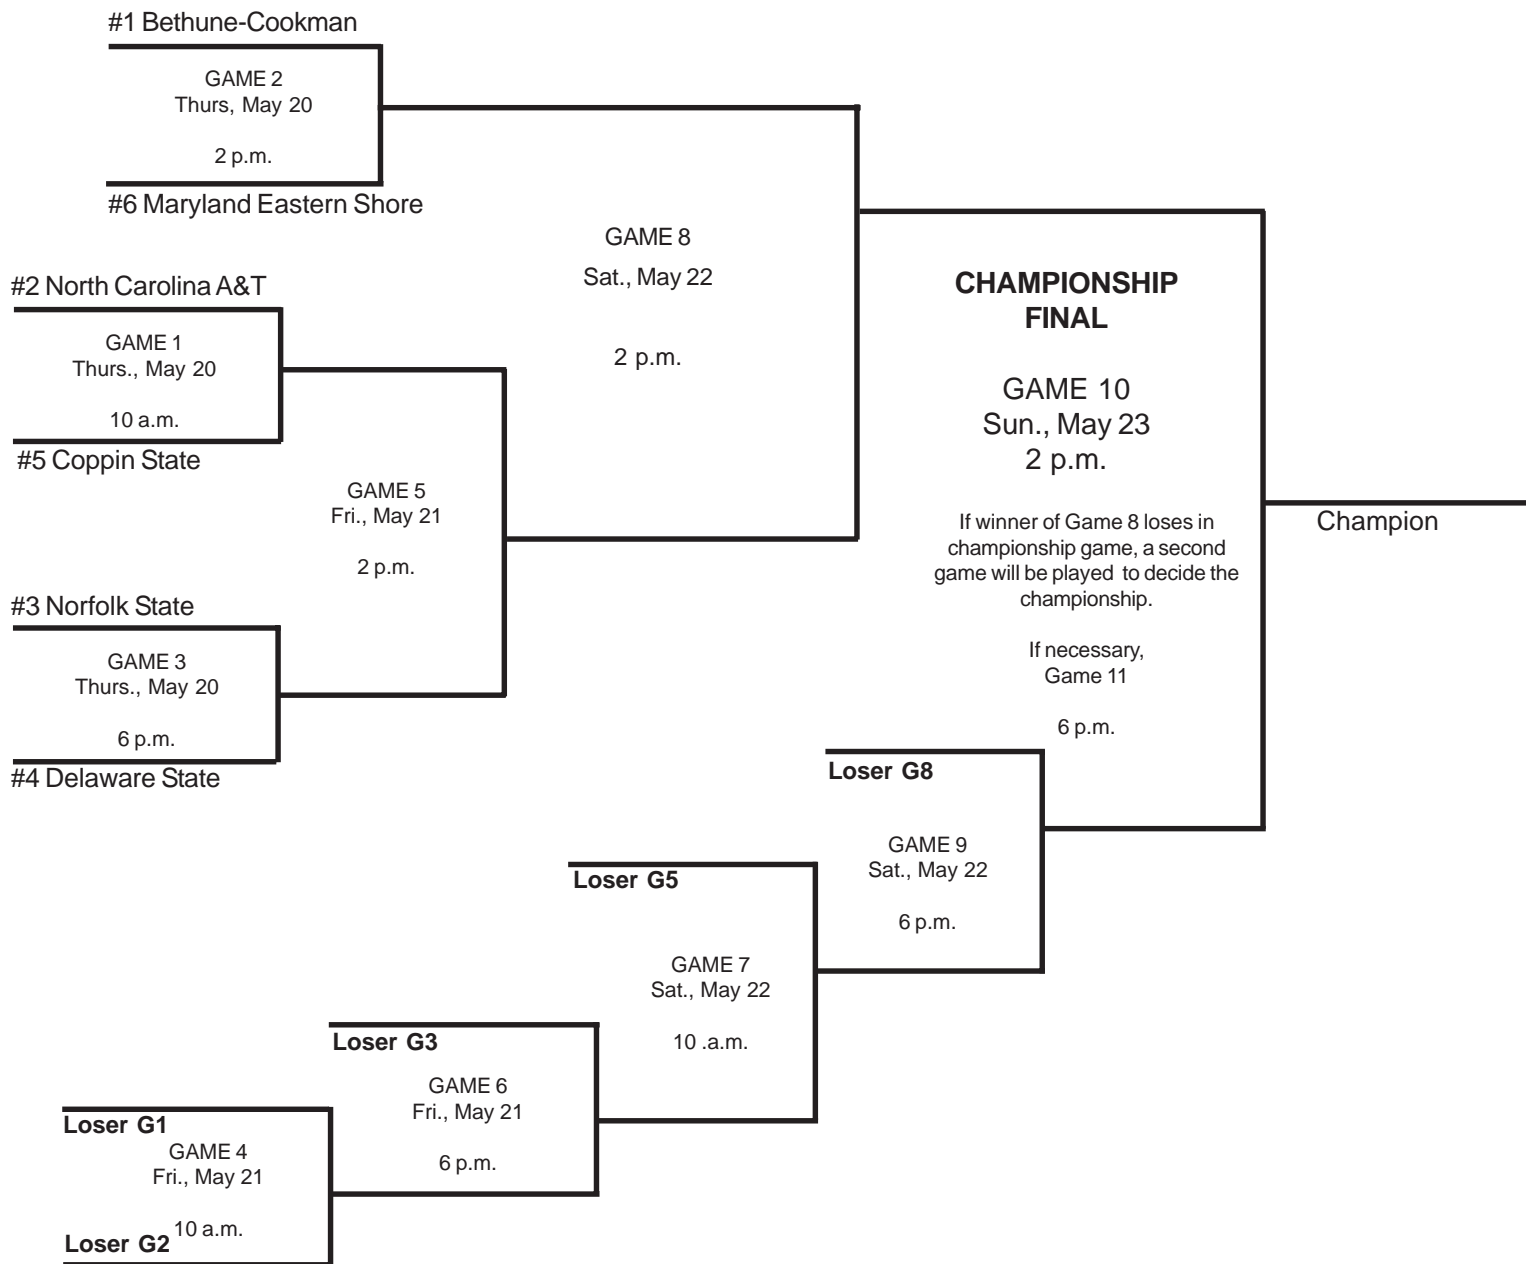 #1 Bethune-Cookman
GAME 2
Thurs, May 20
2 p.m.
#6 Maryland Eastern Shore
GAME 8
Sat., May 22
2 p.m.
#2 North Carolina A&T
GAME 1
Thurs., May 20
10 a.m.
#5 Coppin State
GAME 5
Fri., May 21
2 p.m.
#3 Norfolk State
GAME 3
Thurs., May 20
6 p.m.
#4 Delaware State
CHAMPIONSHIP
FINAL
GAME 10
Sun., May 23
2 p.m.
If winner of Game 8 loses in
championship game, a second
game will be played to decide the
championship.
If necessary,
Game 11
6 p.m.
Champion
Loser G8
GAME 9
Sat., May 22
6 p.m.
Loser G5
GAME 7
Sat., May 22
10 .a.m.
Loser G3
GAME 6
Fri., May 21
6 p.m.
Loser G1
GAME 4
Fri., May 21
10 a.m.
Loser G2